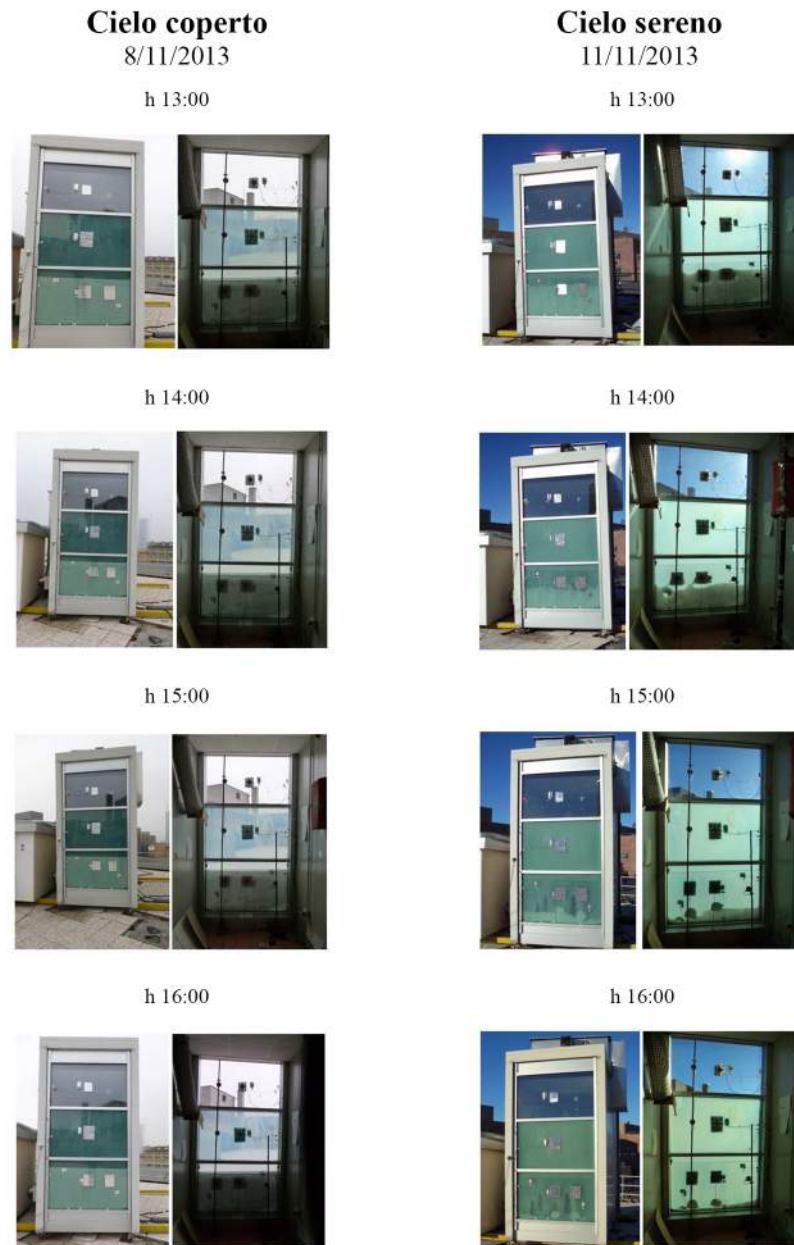 Cielo coperto
8/11/2013
h 13:00
h 14:00
h 15:00
h 16:00
Cielo sereno
11/11/2013
h 13:00
h 14:00
h 15:00
h 16:00